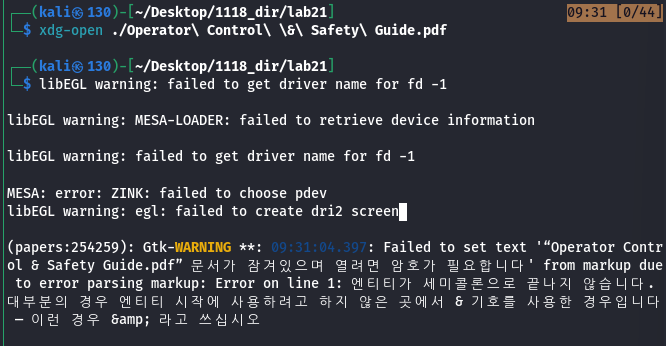 09:31 [0/44]
┌──(kali㉿130)-[~/Desktop/1118_dir/lab21]
└─$ xdg-open ./Operator\ Control\ \&\ Safety\ Guide.pdf
┌──(kali㉿130)-[~/Desktop/1118_dir/lab21]
└─$ libEGL warning: failed to get driver name for fd -1
libEGL warning: MESA-LOADER: failed to retrieve device information
libEGL warning: failed to get driver name for fd -1
MESA: error: ZINK: failed to choose pdev
libEGL warning: egl: failed to create dri2 screen
(papers:254259): Gtk-WARNING **: 09:31:04.397: Failed to set text '“Operator Contr
ol & Safety Guide.pdf” 문서가 잠겨있으며 열려면 암호가 필요합니다' from markup due
to error parsing markup: Error on line 1: 엔티티가 세미콜론으로 끝나지 않습니다.
대부분의 경우 엔티티 시작에 사용하려고 하지 않은 곳에서 & 기호를 사용한 경우입니다
— 이런 경우 &amp; 라고 쓰십시오